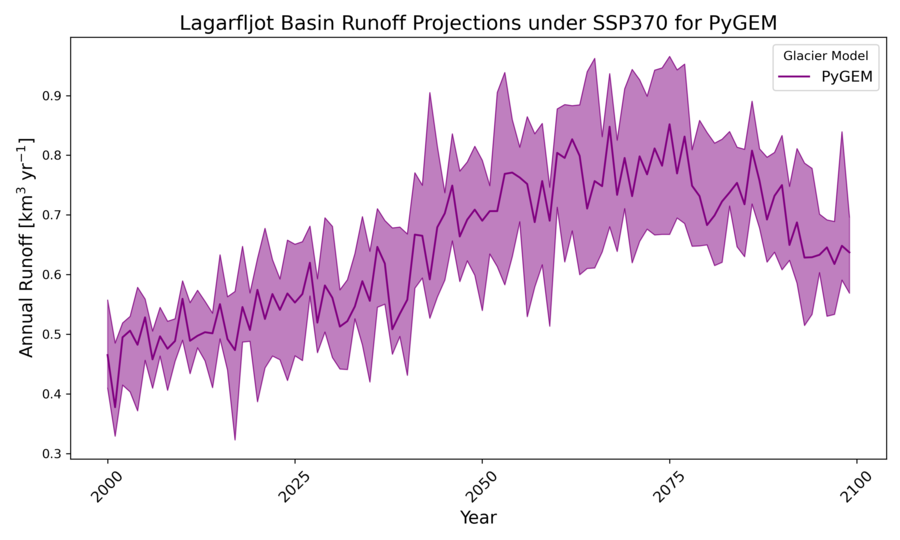 Lagarfljot Basin Runoff Projections under SSP370 for PyGEM
Glacier Model
PyGEM
Annual Runoff [km³ yr⁻¹]
0.9
0.8
0.7
0.6
0.5
0.4
0.3
2000
2025
2050
2075
2100
Year